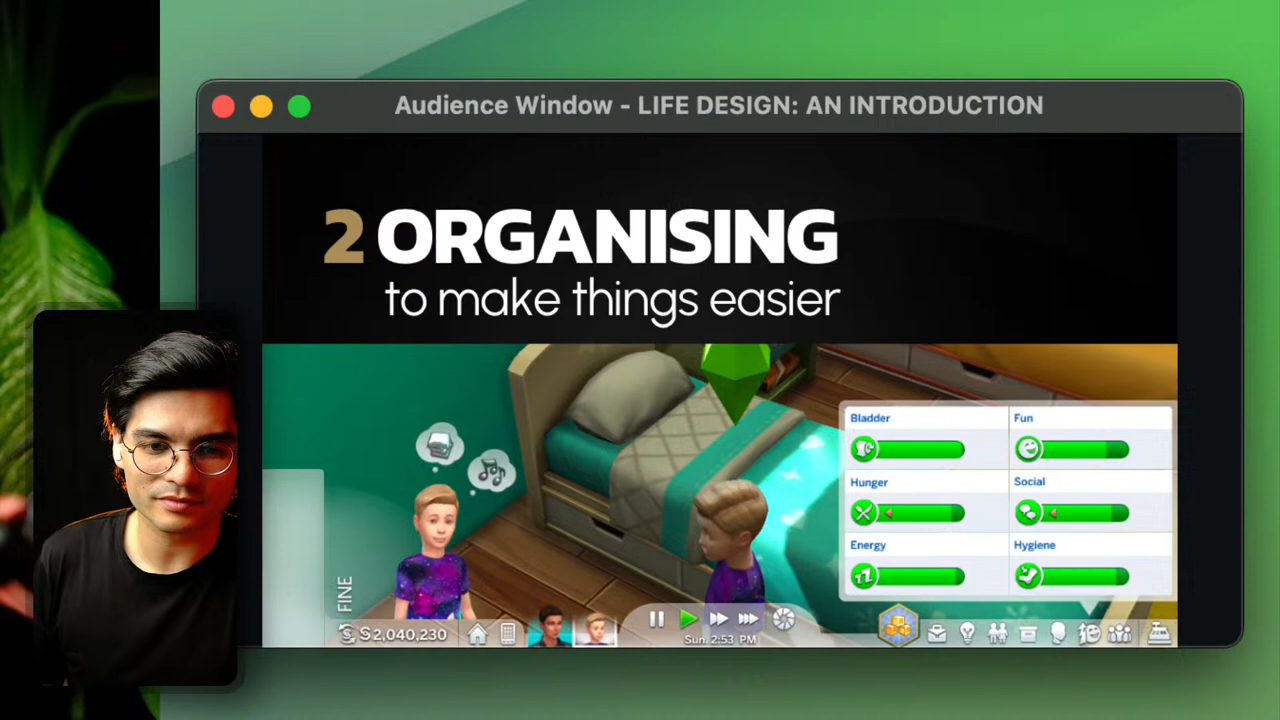 Audience Window - LIFE DESIGN: AN INTRODUCTION
2 ORGANISING
to make things easier
Bladder
Fun
Hunger
Social
Energy
Hygiene
FINE
§2,040,230
Sun. 2:53 PM